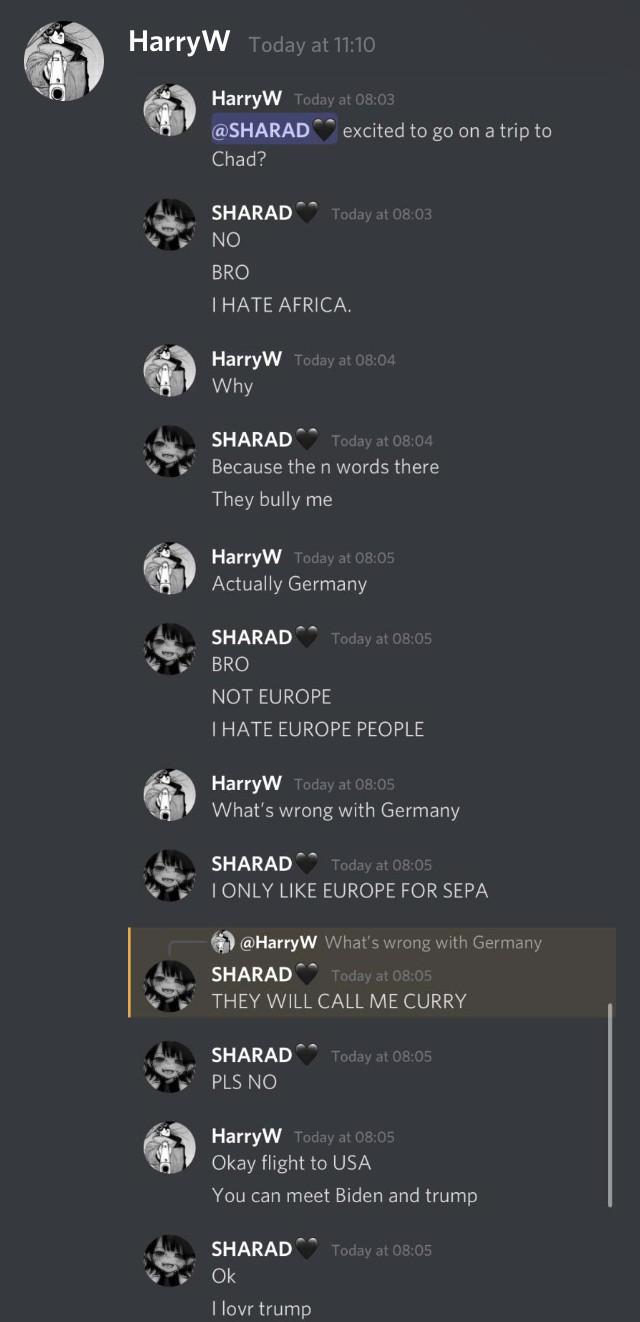 HarryW Today at 11:10
HarryW Today at 08:03
@SHARAD🖤 excited to go on a trip to
Chad?
SHARAD🖤 Today at 08:03
NO
BRO
I HATE AFRICA.
HarryW Today at 08:04
Why
SHARAD🖤 Today at 08:04
Because the n words there
They bully me
HarryW Today at 08:05
Actually Germany
SHARAD🖤 Today at 08:05
BRO
NOT EUROPE
I HATE EUROPE PEOPLE
HarryW Today at 08:05
What's wrong with Germany
SHARAD🖤 Today at 08:05
I ONLY LIKE EUROPE FOR SEPA
@HarryW What's wrong with Germany
SHARAD🖤 Today at 08:05
THEY WILL CALL ME CURRY
SHARAD🖤 Today at 08:05
PLS NO
HarryW Today at 08:05
Okay flight to USA
You can meet Biden and trump
SHARAD🖤 Today at 08:05
Ok
I lovr trump